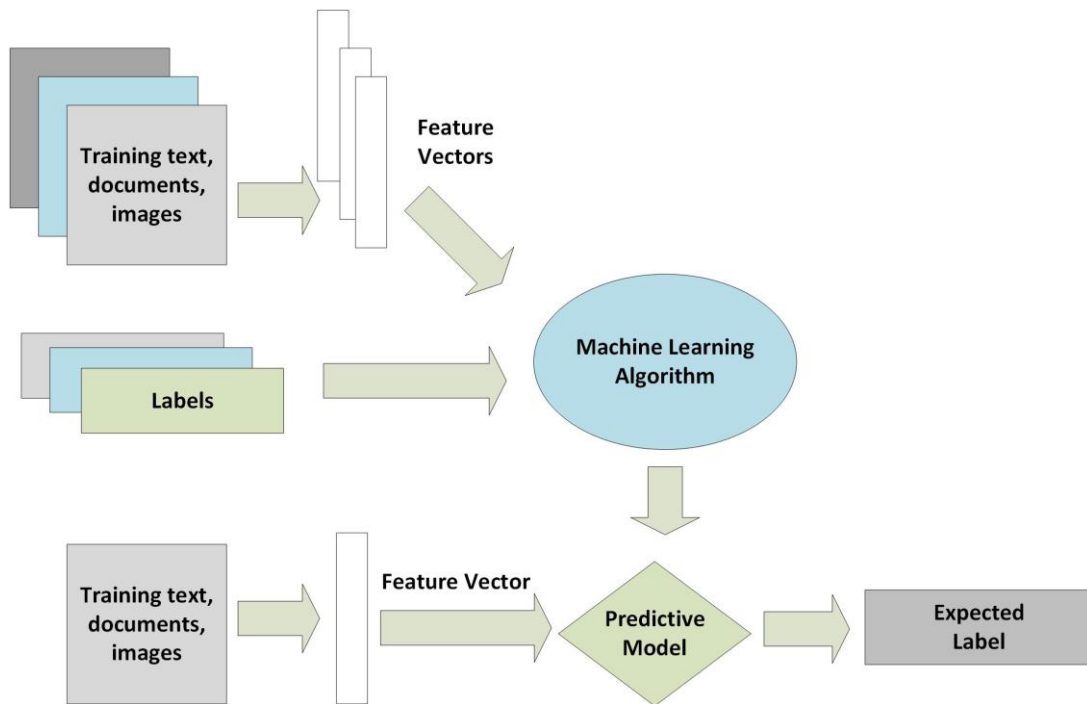 Training text,
documents,
images
Feature
Vectors
Machine Learning
Algorithm
Labels
Training text,
documents,
images
Feature Vector
Predictive
Model
Expected
Label